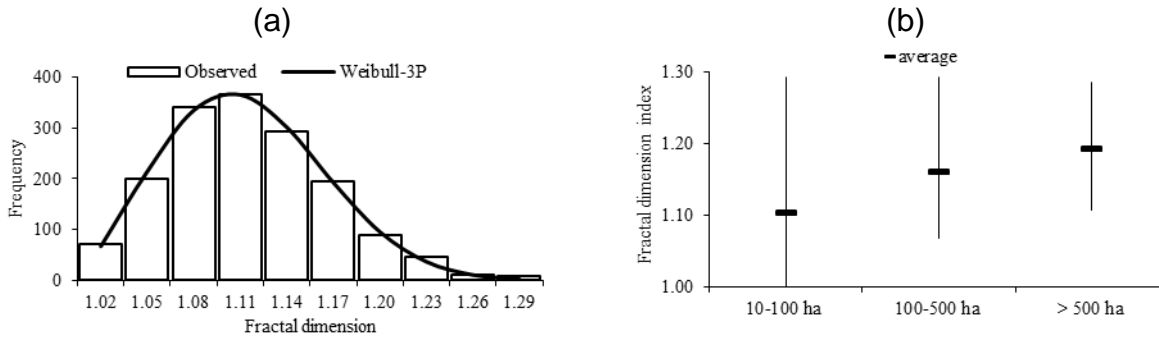 (a)
Observed Weibull-3P
400
300
200
100
0
Frequency
1.02 1.05 1.08 1.11 1.14 1.17 1.20 1.23 1.26 1.29
Fractal dimension
(b)
average
1.30
1.20
1.10
1.00
Fractal dimension index
10-100 ha 100-500 ha > 500 ha